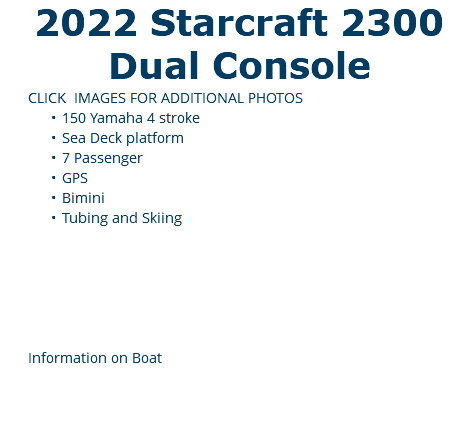 2022 Starcraft 2300
Dual Console
CLICK  IMAGES FOR ADDITIONAL PHOTOS
• 150 Yamaha 4 stroke
• Sea Deck platform
• 7 Passenger
• GPS
• Bimini
• Tubing and Skiing
Information on Boat